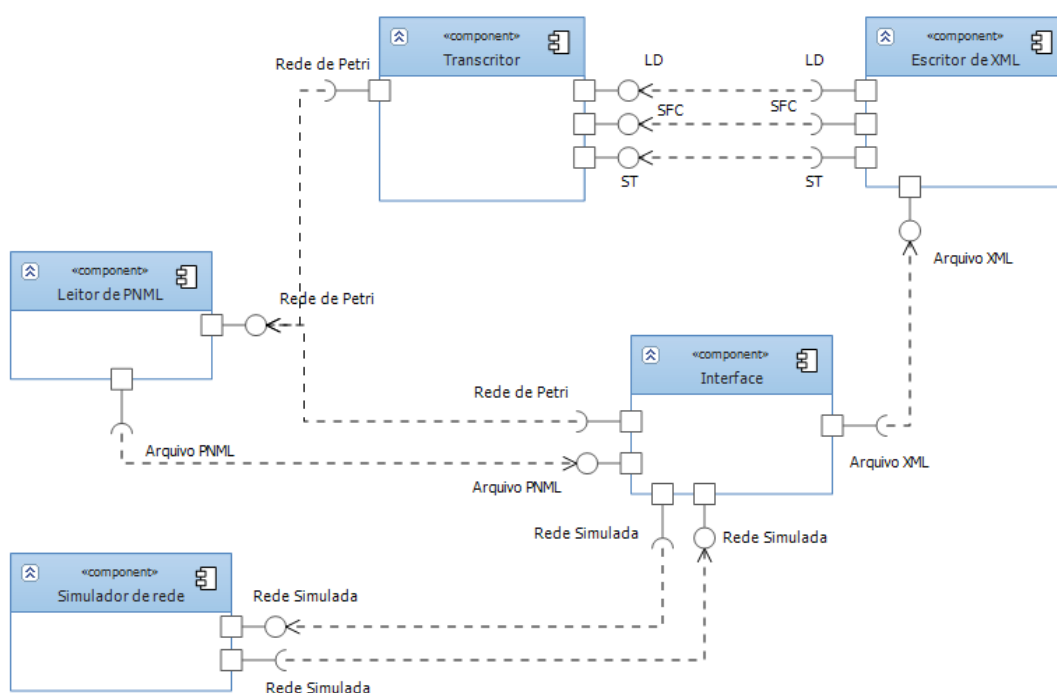 «component»
Transcritor
«component»
Escritor de XML
Rede de Petri
LD
LD
SFC
SFC
ST
ST
Arquivo XML
«component»
Leitor de PNML
Rede de Petri
«component»
Interface
Rede de Petri
Arquivo PNML
Arquivo XML
Arquivo PNML
Rede Simulada
Rede Simulada
«component»
Simulador de rede
Rede Simulada
Rede Simulada